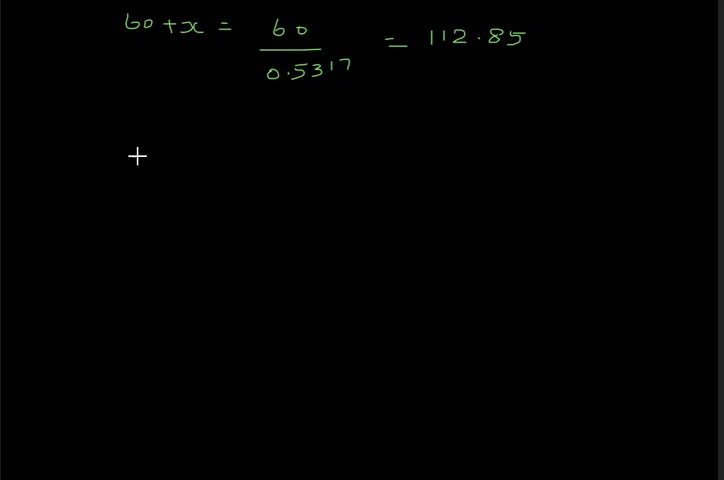 60 + x = 60 / 0.5317 = 112.85